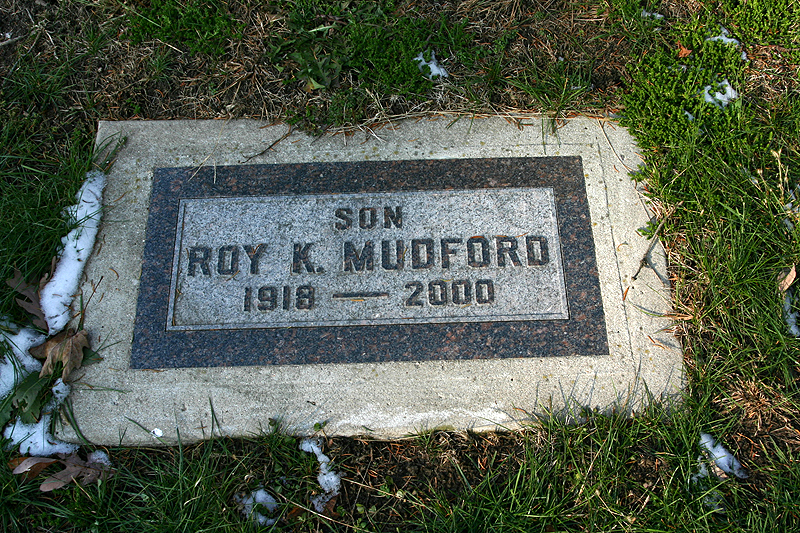 SON
ROY K. MUDFORD
1918 — 2000